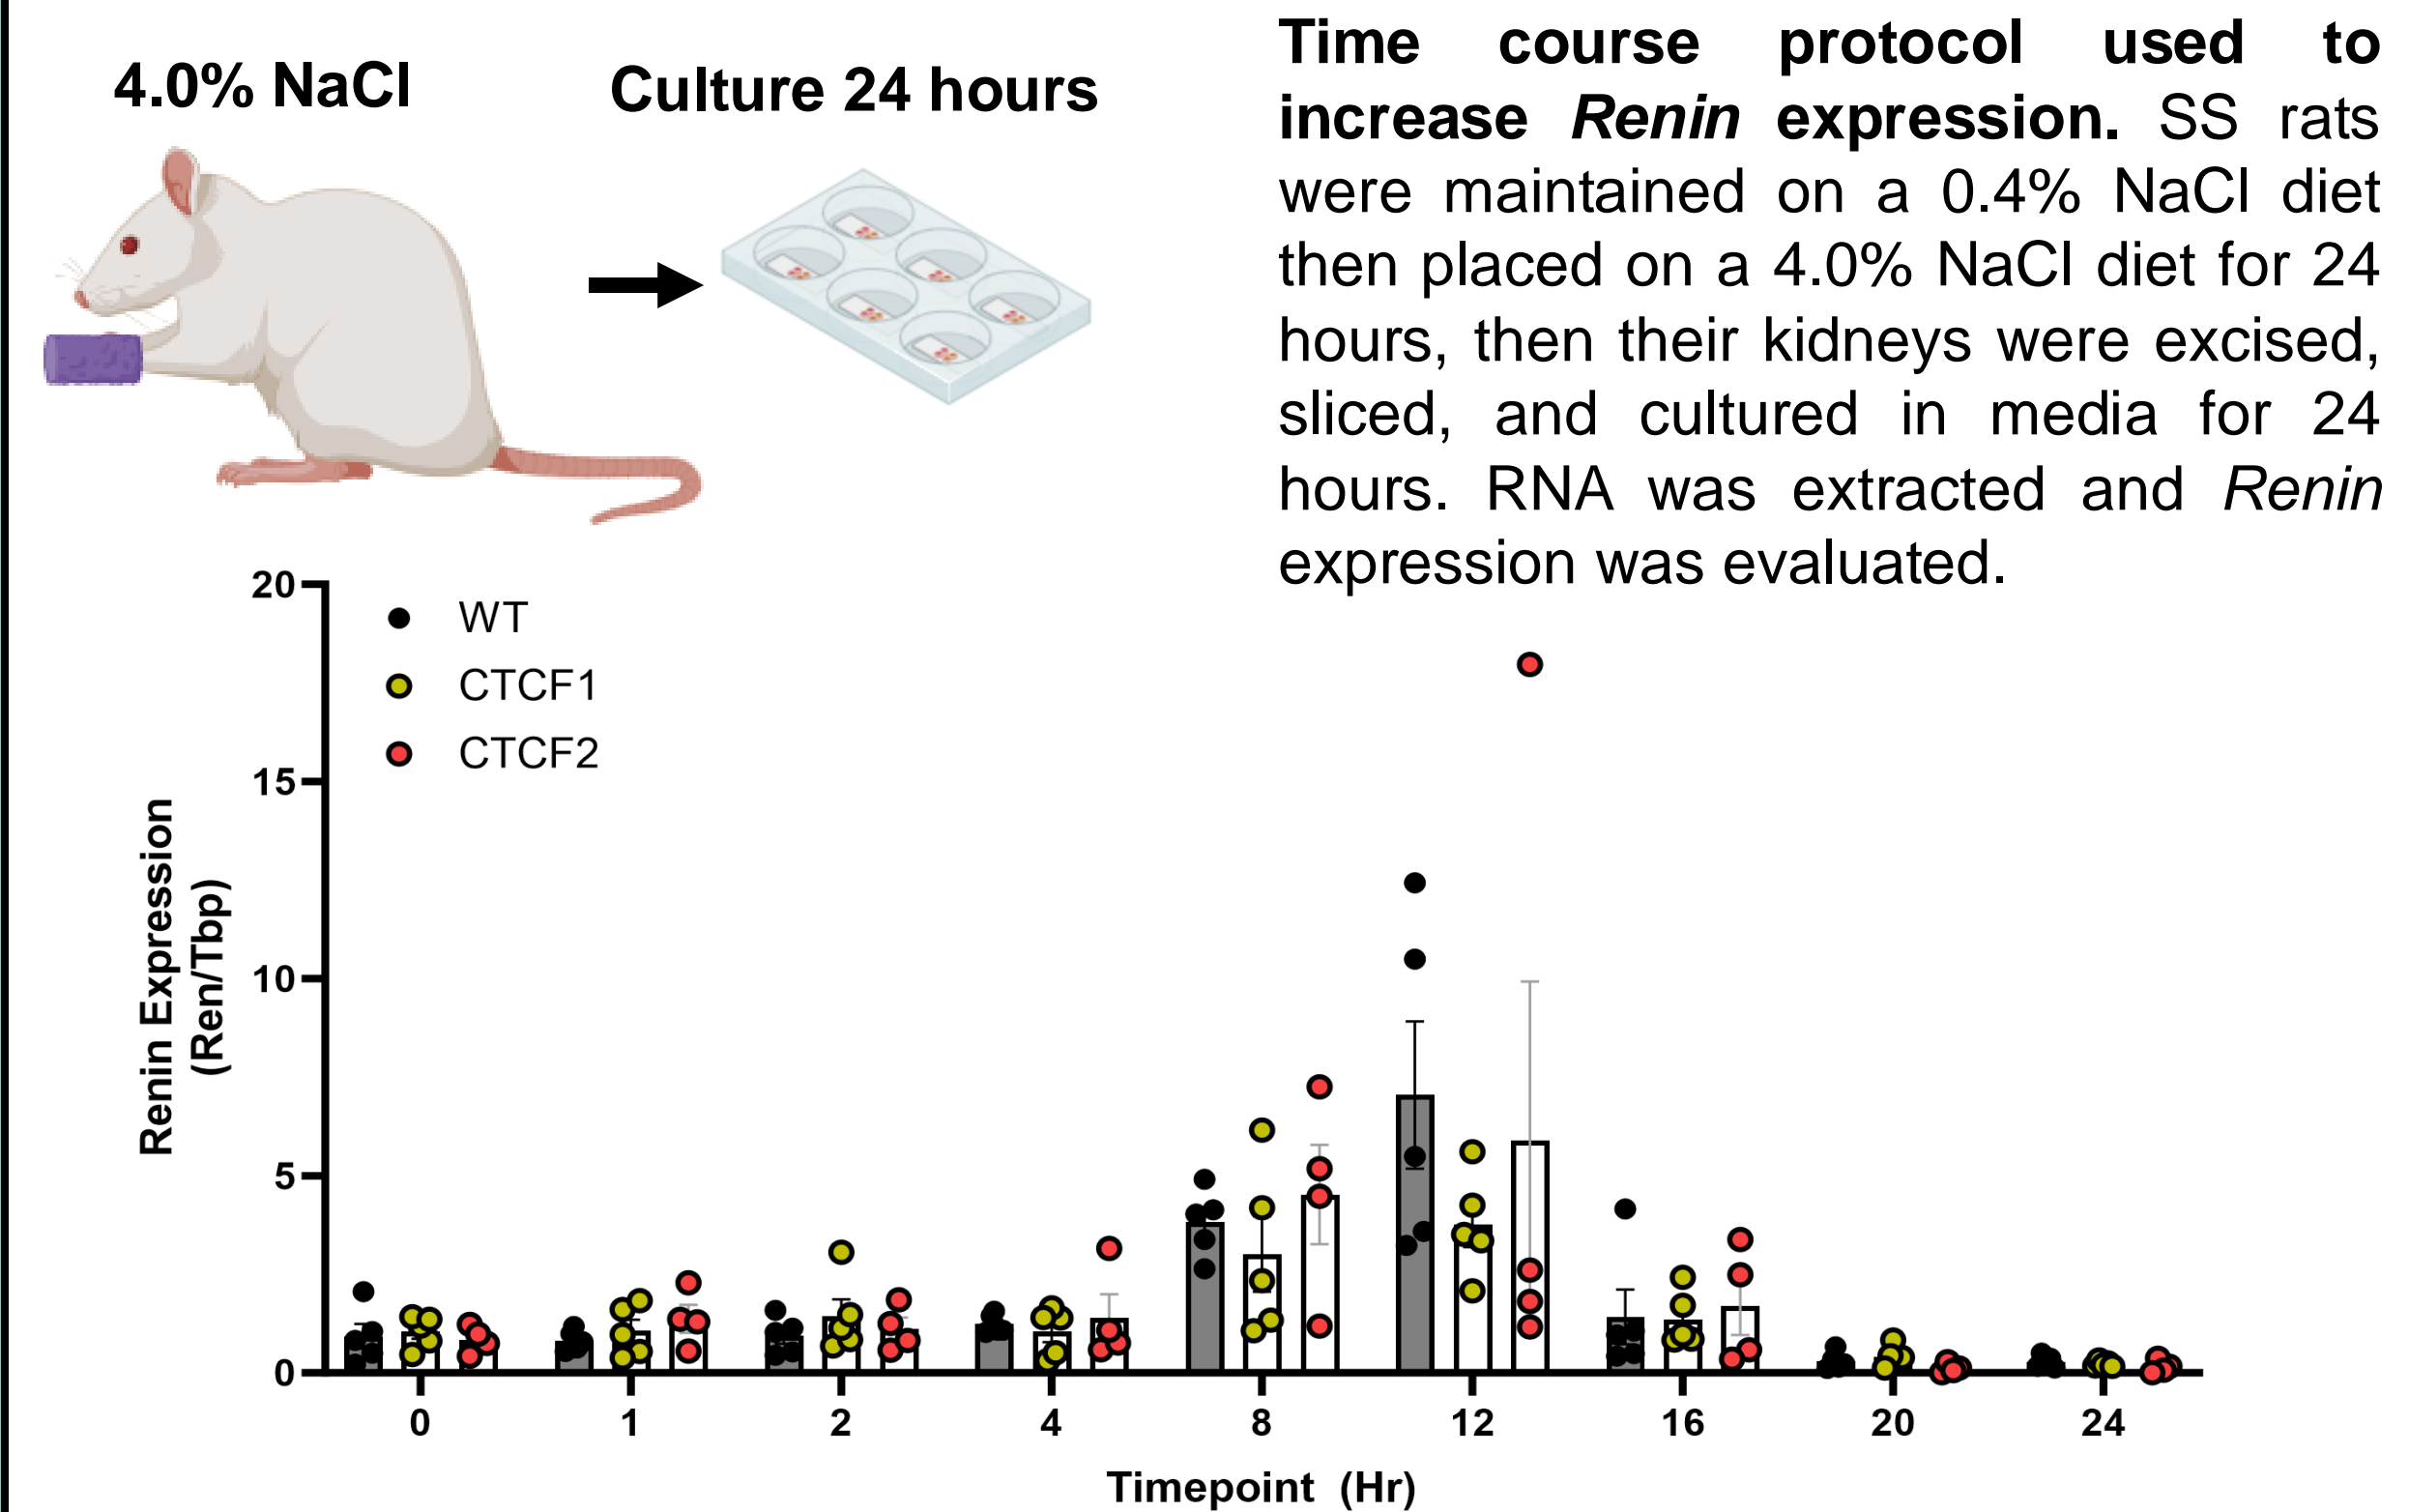 4.0% NaCl
Culture 24 hours
Time course protocol used to
increase Renin expression. SS rats
were maintained on a 0.4% NaCl diet
then placed on a 4.0% NaCl diet for 24
hours, then their kidneys were excised,
sliced, and cultured in media for 24
hours. RNA was extracted and Renin
expression was evaluated.
WT
CTCF1
CTCF2
Renin Expression
(Ren/Tbp)
20
15
10
5
0
0 1 2 4 8 12 16 20 24
Timepoint (Hr)